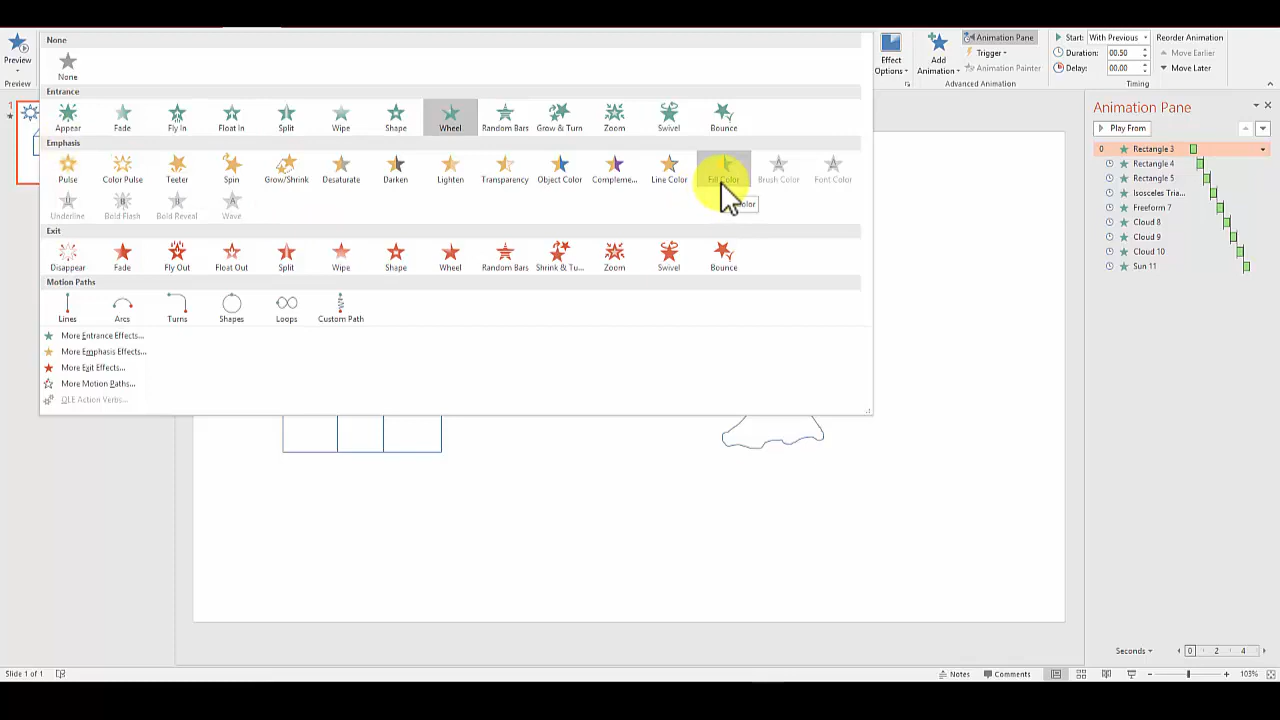 None
None
Entrance
Appear Fade Fly In Float In Split Wipe Shape Wheel Random Bars Grow & Turn Zoom Swivel Bounce
Emphasis
Pulse Color Pulse Teeter Spin Grow/Shrink Desaturate Darken Lighten Transparency Object Color Compleme... Line Color Fill Color Brush Color Font Color
Underline Bold Flash Bold Reveal Wave
Exit
Disappear Fade Fly Out Float Out Split Wipe Shape Wheel Random Bars Shrink & Tu... Zoom Swivel Bounce
Motion Paths
Lines Arcs Turns Shapes Loops Custom Path
More Entrance Effects...
More Emphasis Effects...
More Exit Effects...
More Motion Paths...
OLE Action Verbs...
Preview
Preview
1
Effect Options
Add Animation
Animation Pane
Trigger
Animation Painter
Advanced Animation
Start: With Previous
Duration: 00.50
Delay: 00.00
Reorder Animation
Move Earlier
Move Later
Timing
Animation Pane
Play From
0 Rectangle 3
Rectangle 4
Rectangle 5
Isosceles Tria...
Freeform 7
Cloud 8
Cloud 9
Cloud 10
Sun 11
Seconds 0 2 4
Slide 1 of 1
Notes Comments 103%